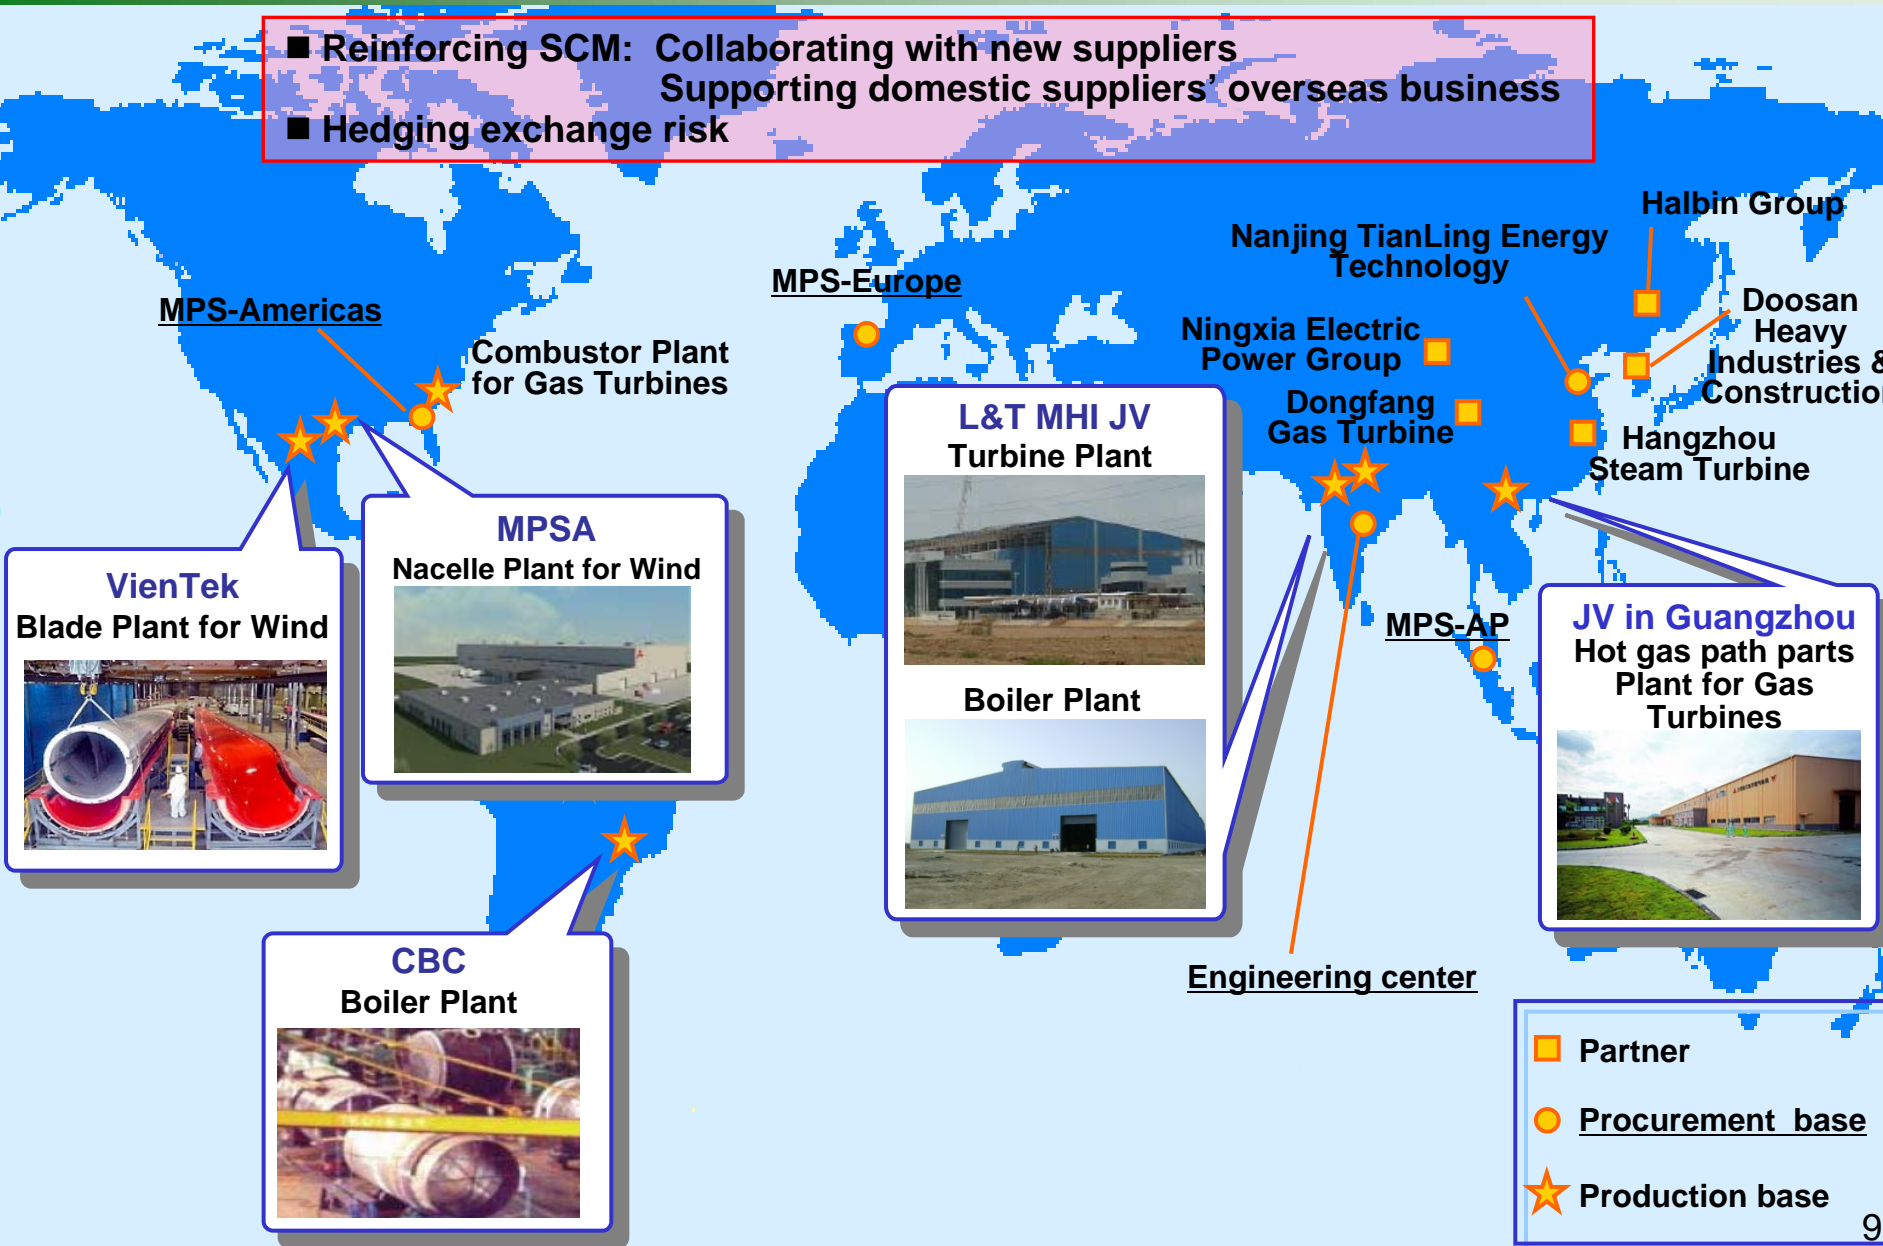 ■ Reinforcing SCM: Collaborating with new suppliers
Supporting domestic suppliers’ overseas business
■ Hedging exchange risk
Halbin Group
Nanjing TianLing Energy
Technology
MPS-Europe
MPS-Americas
Doosan
Heavy
Industries &
Construction
Ningxia Electric
Power Group
Combustor Plant
for Gas Turbines
Dongfang
Gas Turbine
Hangzhou
Steam Turbine
L&T MHI JV
Turbine Plant
Boiler Plant
MPSA
Nacelle Plant for Wind
VienTek
Blade Plant for Wind
MPS-AP
JV in Guangzhou
Hot gas path parts
Plant for Gas
Turbines
CBC
Boiler Plant
Engineering center
Partner
Procurement base
Production base
9